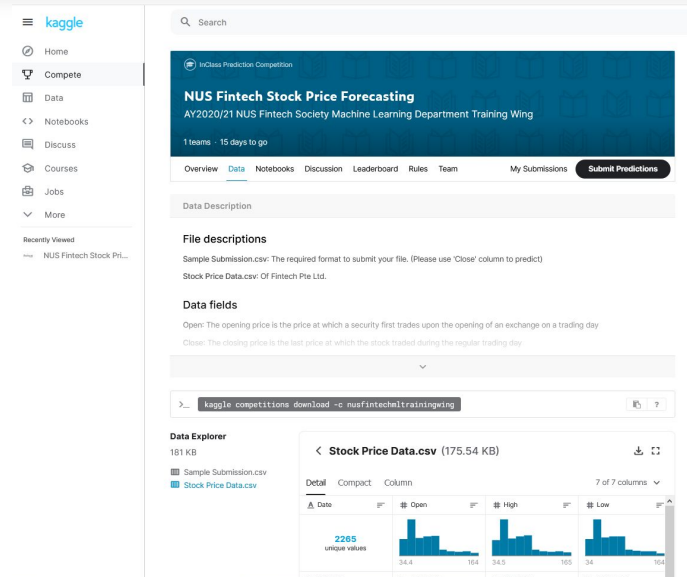 kaggle
Search
Home
Compete
Data
Notebooks
Discuss
Courses
Jobs
More
Recently Viewed
NUS Fintech Stock Pri...
InClass Prediction Competition
NUS Fintech Stock Price Forecasting
AY2020/21 NUS Fintech Society Machine Learning Department Training Wing
1 teams · 15 days to go
Overview Data Notebooks Discussion Leaderboard Rules Team My Submissions Submit Predictions
Data Description
File descriptions
Sample Submission.csv: The required format to submit your file. (Please use 'Close' column to predict)
Stock Price Data.csv: Of Fintech Pte Ltd.
Data fields
Open: The opening price is the price at which a security first trades upon the opening of an exchange on a trading day
Close: The closing price is the last price at which the stock traded during the regular trading day.
>_ kaggle competitions download -c nusfintechmltrainingwing ?
Data Explorer
181 KB
Sample Submission.csv
Stock Price Data.csv
< Stock Price Data.csv (175.54 KB)
Detail Compact Column 7 of 7 columns
A Date # Open # High # Low
2265
unique values
34.4 164 34.5 165 34 164